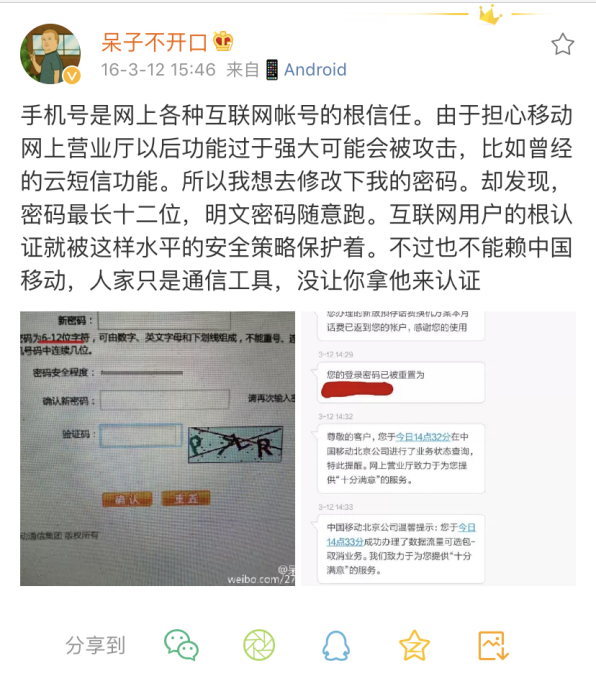 呆子不开口
16-3-12 15:46 来自 Android
手机号是网上各种互联网帐号的根信任。由于担心移动
网上营业厅以后功能过于强大可能会被攻击，比如曾经
的云短信功能。所以我想去修改下我的密码。却发现，
密码最长十二位，明文密码随意跑。互联网用户的根认
证就被这样水平的安全策略保护着。不过也不能赖中国
移动，人家只是通信工具，没让你拿他来认证
新密码：
码为6-12位字符，可由数字、英文字母和下划线组成，不能重号、连
号码中连续几位。
密码安全程度：
确认新密码： 请再次输入
验证码：
确 认 重 置
动通信集团 版权所有
weibo.com/27
您办理的新版预存话费换机方案本月
话费已返到您的帐户，感谢您的使用
3-12 14:29
您的登录密码已被重置为
3-12 14:32
尊敬的客户，您于今日14点32分在中
国移动北京公司进行了业务状态查询，
特此提醒。网上营业厅致力于为您提
供“十分满意”的服务。
3-12 14:33
中国移动北京公司温馨提示：您于今日
14点33分成功办理了数据流量可选包-
取消业务。我们致力于为您提供“十分
满意”的服务。
分享到